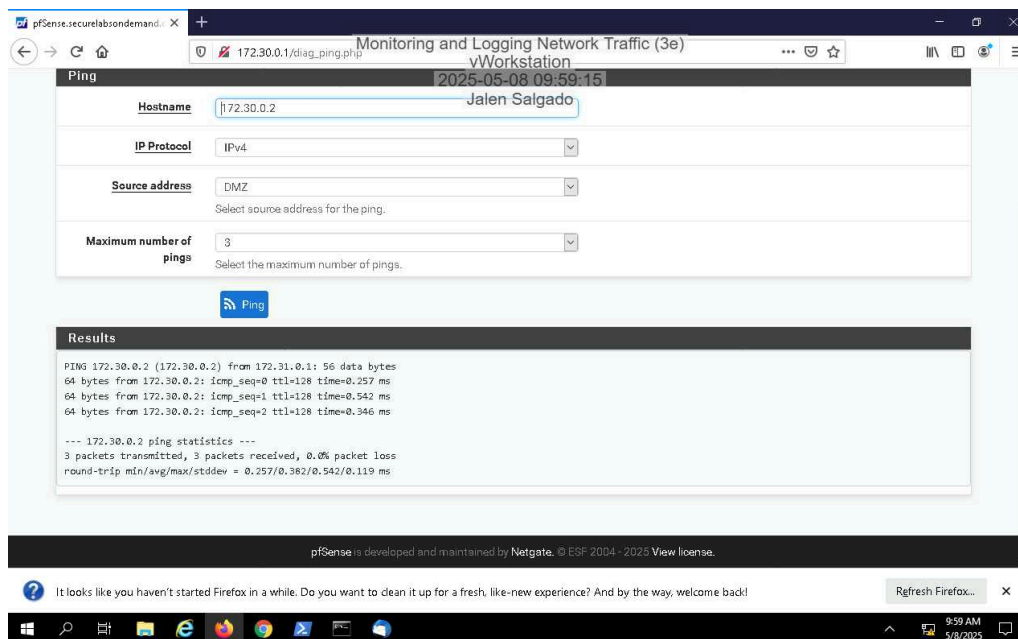 pfSense.securelabsondemand.
172.30.0.1/diag_ping.php
Monitoring and Logging Network Traffic (3e)
vWorkstation
2025-05-08 09:59:15
Jalen Salgado
Ping
Hostname
172.30.0.2
IP Protocol
IPv4
Source address
DMZ
Select source address for the ping.
Maximum number of
pings
3
Select the maximum number of pings.
Ping
Results
PING 172.30.0.2 (172.30.0.2) from 172.31.0.1: 56 data bytes
64 bytes from 172.30.0.2: icmp_seq=0 ttl=128 time=0.257 ms
64 bytes from 172.30.0.2: icmp_seq=1 ttl=128 time=0.542 ms
64 bytes from 172.30.0.2: icmp_seq=2 ttl=128 time=0.346 ms
--- 172.30.0.2 ping statistics ---
3 packets transmitted, 3 packets received, 0.0% packet loss
round-trip min/avg/max/stddev = 0.257/0.382/0.542/0.119 ms
pfSense is developed and maintained by Netgate. © ESF 2004 - 2025 View license.
It looks like you haven't started Firefox in a while. Do you want to clean it up for a fresh, like-new experience? And by the way, welcome back!
Refresh Firefox...
9:59 AM
5/8/2025